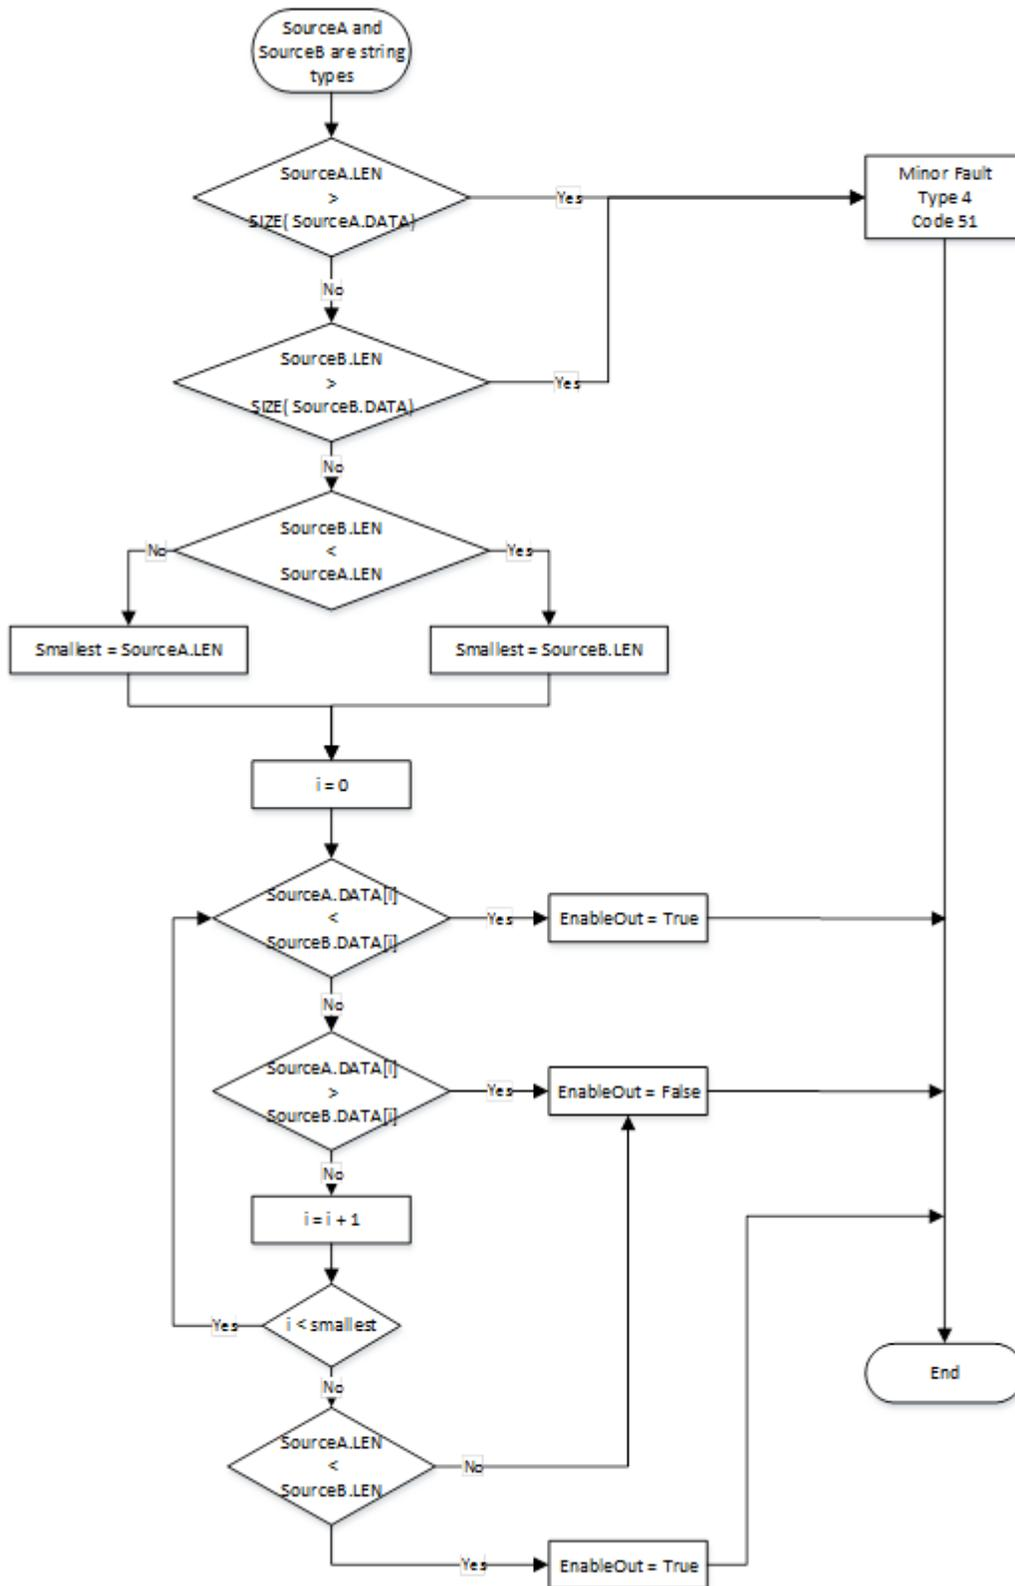 SourceA and
SourceB are string
types
SourceA.LEN
>
SIZE( SourceA.DATA)
Yes
Minor Fault
Type 4
Code 51
No
SourceB.LEN
>
SIZE( SourceB.DATA)
Yes
No
SourceB.LEN
<
SourceA.LEN
No
Yes
Smallest = SourceA.LEN
Smallest = SourceB.LEN
i = 0
SourceA.DATA[i]
<
SourceB.DATA[i]
Yes
EnableOut = True
No
SourceA.DATA[i]
>
SourceB.DATA[i]
Yes
EnableOut = False
No
i = i + 1
i < smallest
Yes
No
End
SourceA.LEN
<
SourceB.LEN
No
Yes
EnableOut = True